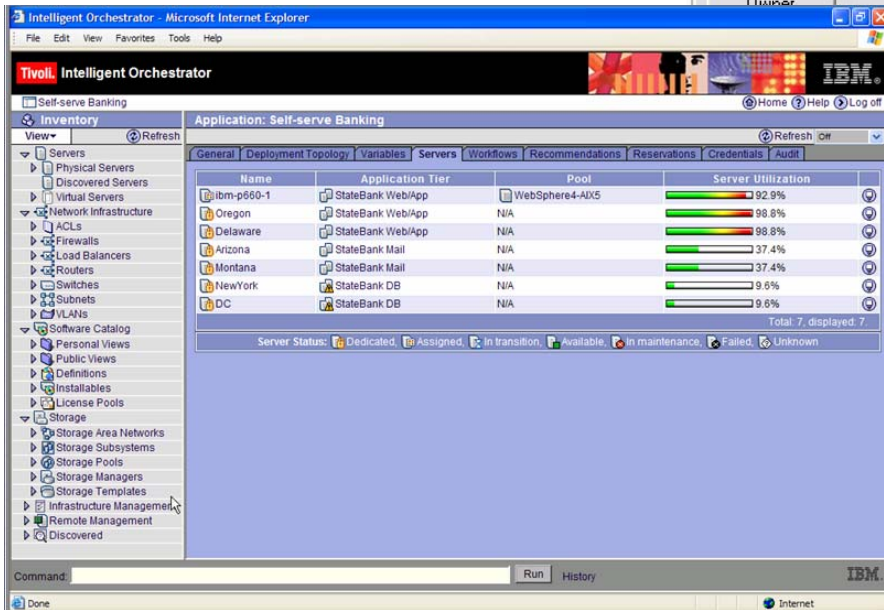 Owner
Intelligent Orchestrator - Microsoft Internet Explorer
File Edit View Favorites Tools Help
Tivoli. Intelligent Orchestrator
IBM.
Self-serve Banking
Home Help Log off
Inventory
Application: Self-serve Banking
View Refresh
Refresh Off
General Deployment Topology Variables Servers Workflows Recommendations Reservations Credentials Audit
Servers
Physical Servers
Discovered Servers
Virtual Servers
Network Infrastructure
ACLs
Firewalls
Load Balancers
Routers
Switches
Subnets
VLANs
Software Catalog
Personal Views
Public Views
Definitions
Installables
License Pools
Storage
Storage Area Networks
Storage Subsystems
Storage Pools
Storage Managers
Storage Templates
Infrastructure Management
Remote Management
Discovered
Name Application Tier Pool Server Utilization
ibm-p660-1 StateBank Web/App WebSphere4-AIX5 92.9%
Oregon StateBank Web/App N/A 98.8%
Delaware StateBank Web/App N/A 98.8%
Arizona StateBank Mail N/A 37.4%
Montana StateBank Mail N/A 37.4%
NewYork StateBank DB N/A 9.6%
DC StateBank DB N/A 9.6%
Total: 7, displayed: 7.
Server Status: Dedicated, Assigned, In transition, Available, In maintenance, Failed, Unknown
Command: Run History
IBM.
Done Internet